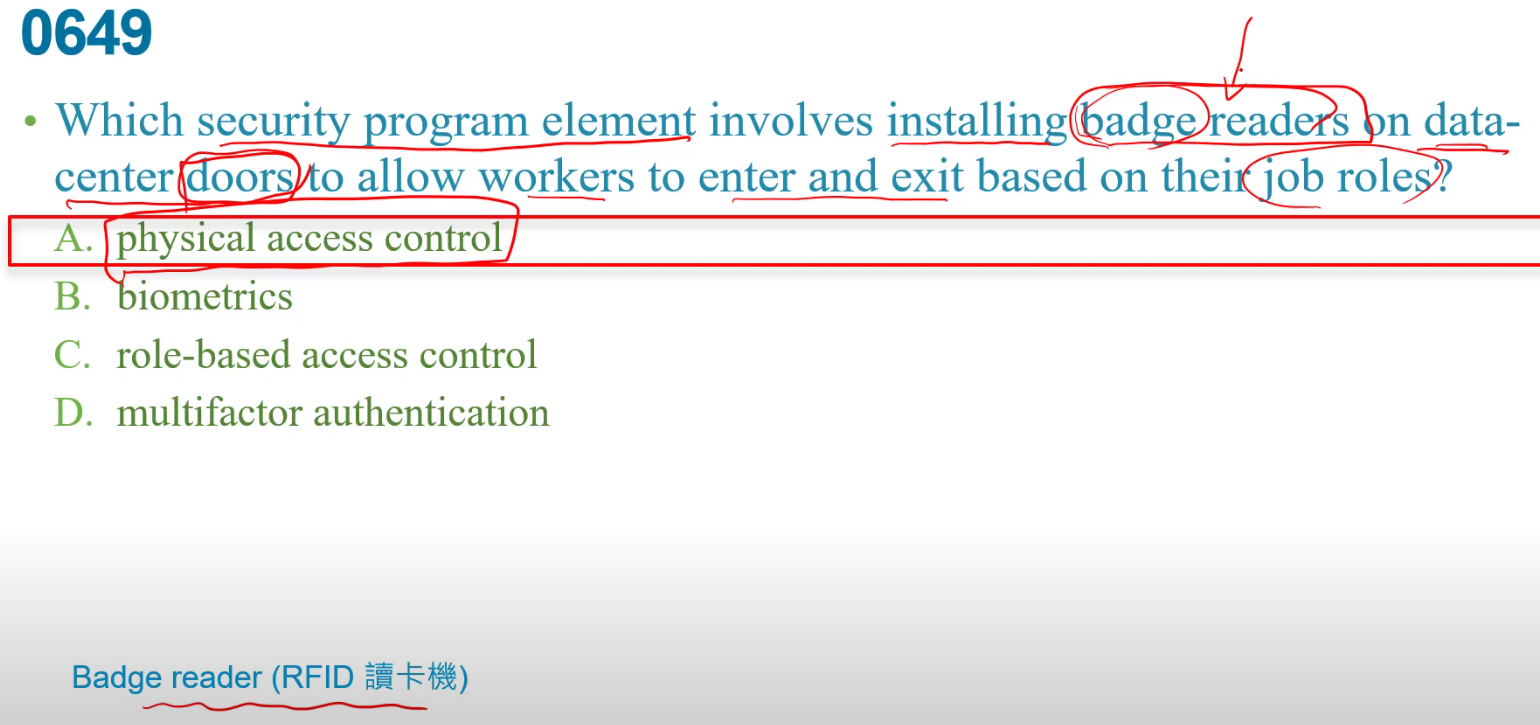 0649
• Which security program element involves installing badge readers on data-
center doors to allow workers to enter and exit based on their job roles?
A. physical access control
B. biometrics
C. role-based access control
D. multifactor authentication
Badge reader (RFID 讀卡機)